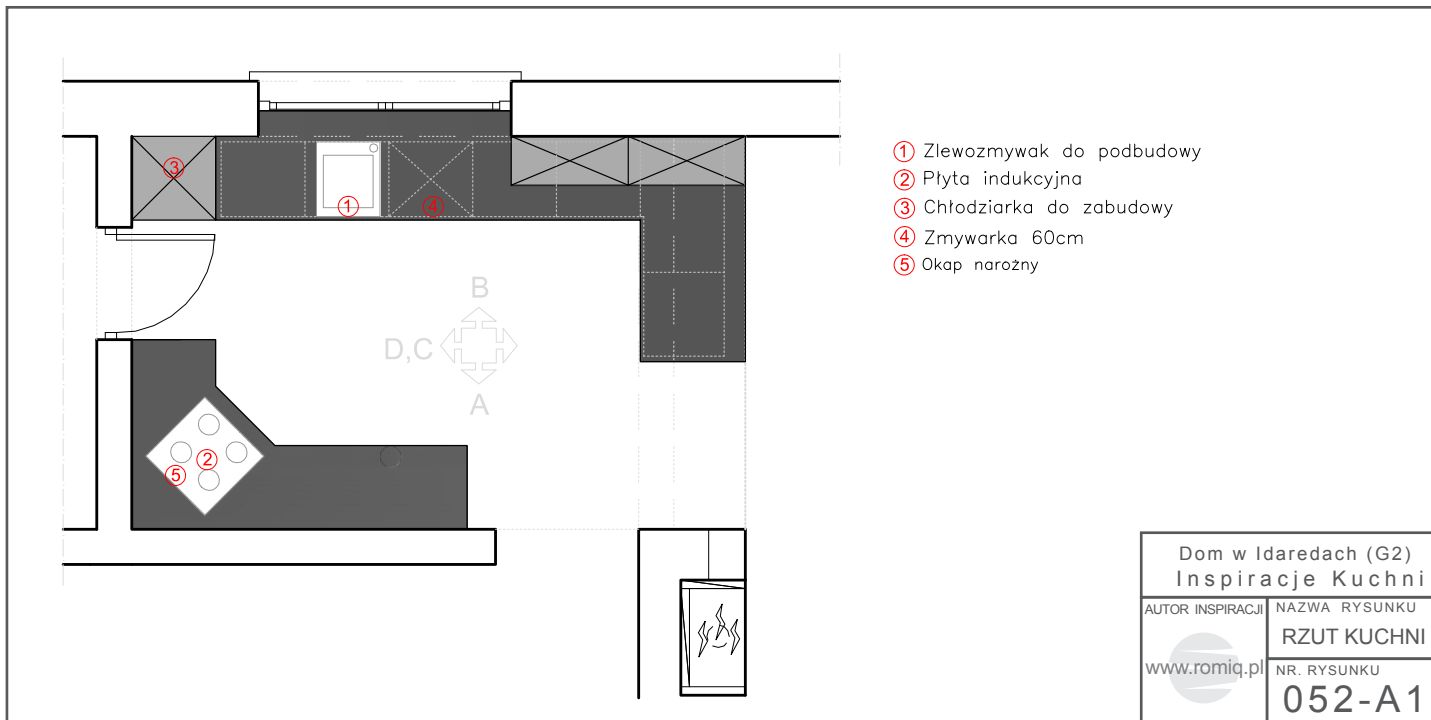 ① Zlewozmywak do podbudowy
② Płyta indukcyjna
③ Chłodziarka do zabudowy
④ Zmywarka 60cm
⑤ Okap narożny
3
1
4
B
D,C
A
2
5
Dom w Idaredach (G2)
Inspiracje Kuchni
AUTOR INSPIRACJI
www.romiq.pl
NAZWA RYSUNKU
RZUT KUCHNI
NR. RYSUNKU
052-A1